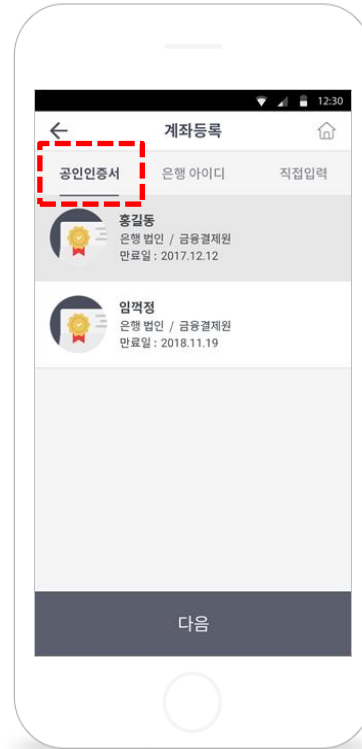 12:30
계좌등록
공인인증서 은행 아이디 직접입력
홍길동
은행 법인 / 금융결제원
만료일 : 2017.12.12
임꺽정
은행 법인 / 금융결제원
만료일 : 2018.11.19
다음